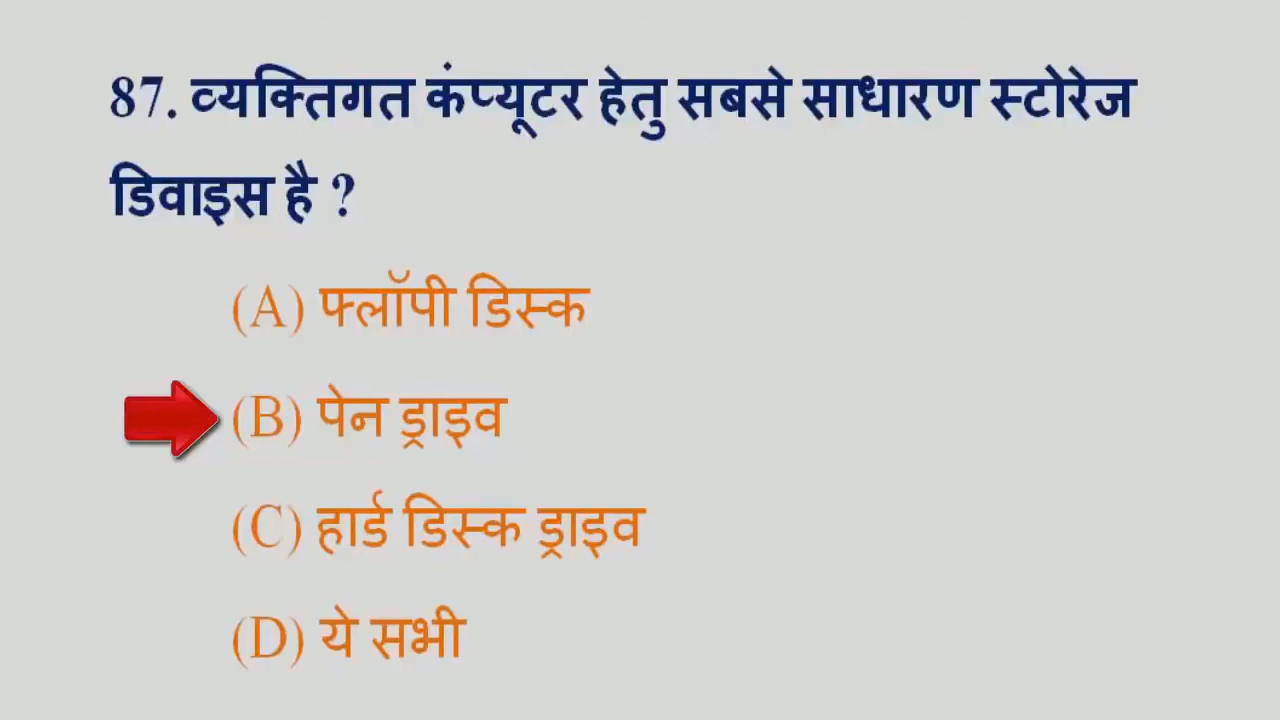 87. व्यक्तिगत कंप्यूटर हेतु सबसे साधारण स्टोरेज
डिवाइस है ?
(A) फ्लॉपी डिस्क
(B) पेन ड्राइव
(C) हार्ड डिस्क ड्राइव
(D) ये सभी